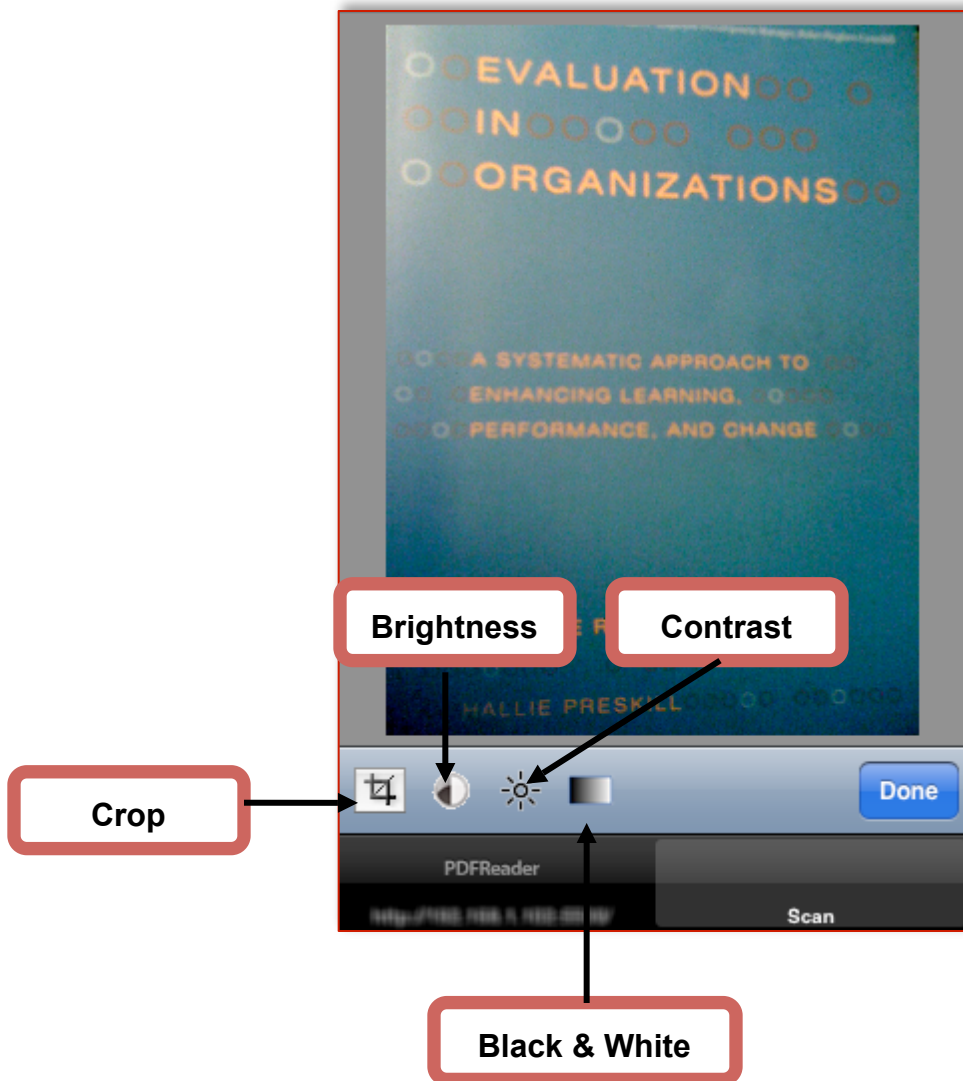 EVALUATION
IN
ORGANIZATIONS
A SYSTEMATIC APPROACH TO
ENHANCING LEARNING,
PERFORMANCE, AND CHANGE
Brightness
Contrast
HALLIE PRESKILL
Crop
Done
PDFReader
Scan
Black & White